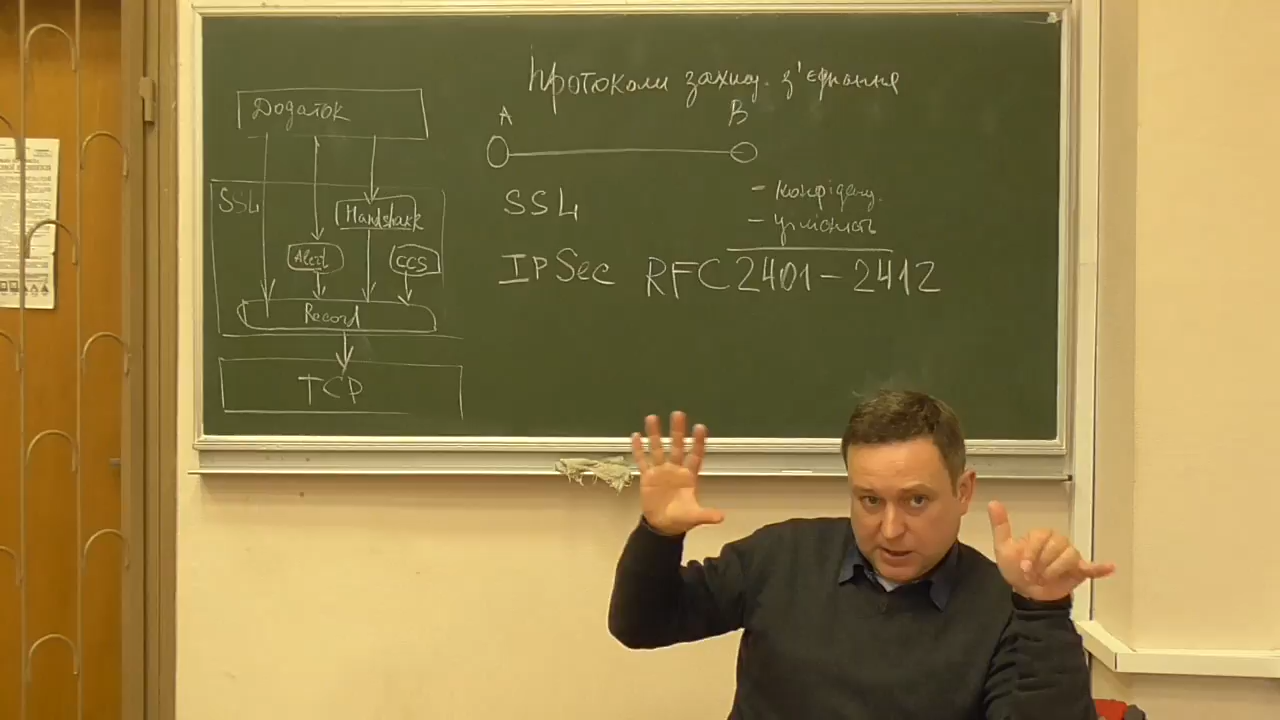 Протоколи захищ. з'єднання
A
B
SSL
- конфіденц.
- цілісність
IPSec RFC 2401-2412
Додаток
SSL
Handshake
Alert
CCS
Record
TCP